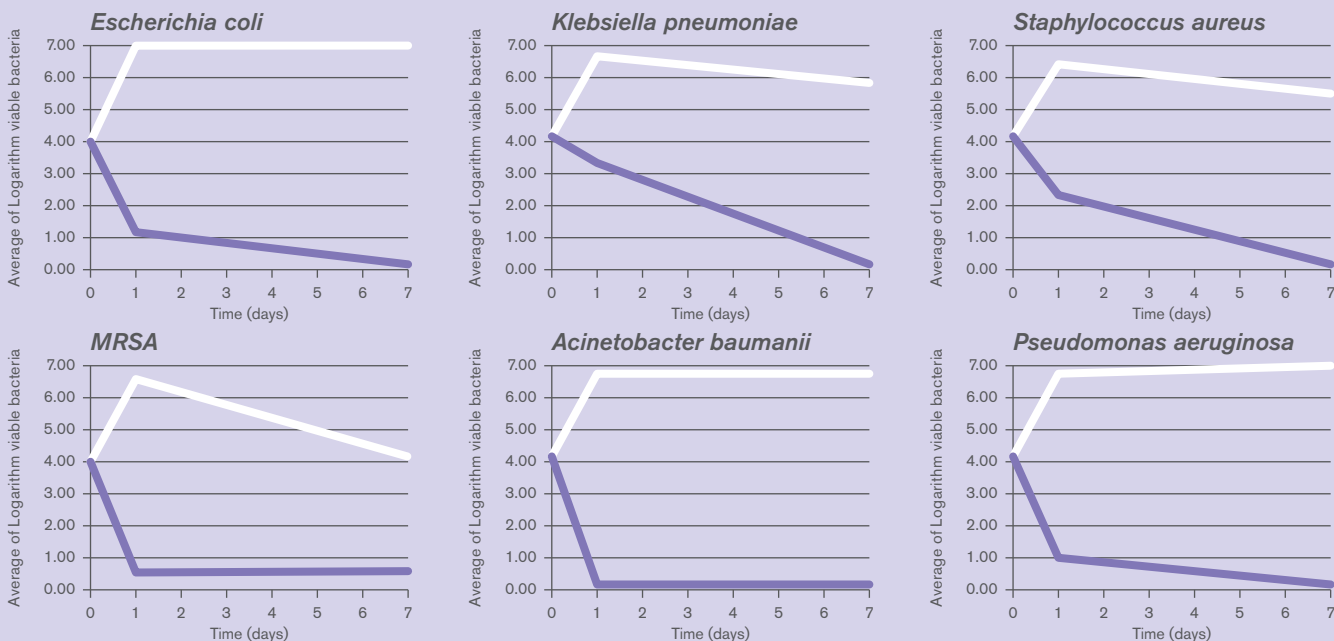 Escherichia coli
Average of Logarithm viable bacteria
7.00
6.00
5.00
4.00
3.00
2.00
1.00
0.00
0 1 2 3 4 5 6 7
Time (days)
Klebsiella pneumoniae
Average of Logarithm viable bacteria
7.00
6.00
5.00
4.00
3.00
2.00
1.00
0.00
0 1 2 3 4 5 6 7
Time (days)
Staphylococcus aureus
Average of Logarithm viable bacteria
7.00
6.00
5.00
4.00
3.00
2.00
1.00
0.00
0 1 2 3 4 5 6 7
Time (days)
MRSA
Average of Logarithm viable bacteria
7.00
6.00
5.00
4.00
3.00
2.00
1.00
0.00
0 1 2 3 4 5 6 7
Time (days)
Acinetobacter baumanii
Average of Logarithm viable bacteria
7.00
6.00
5.00
4.00
3.00
2.00
1.00
0.00
0 1 2 3 4 5 6 7
Time (days)
Pseudomonas aeruginosa
Average of Logarithm viable bacteria
7.00
6.00
5.00
4.00
3.00
2.00
1.00
0.00
0 1 2 3 4 5 6 7
Time (days)